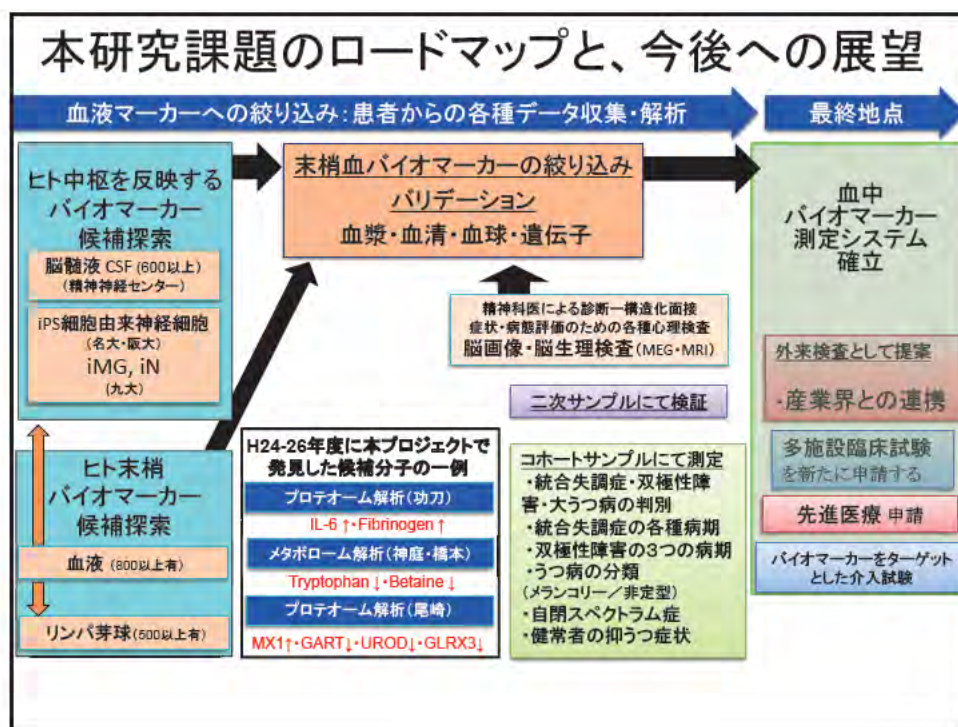 本研究課題のロードマップと、今後への展望
血液マーカーへの絞り込み：患者からの各種データ収集・解析
最終地点
ヒト中枢を反映する
バイオマーカー
候補探索
脳髄液 CSF (600以上)
(精神神経センター)
iPS細胞由来神経細胞
(名大・阪大)
iMG, iN
(九大)
ヒト末梢
バイオマーカー
候補探索
血液 (800以上有)
リンパ芽球(500以上有)
末梢血バイオマーカーの絞り込み
バリデーション
血漿・血清・血球・遺伝子
精神科医による診断ー構造化面接
症状・病態評価のための各種心理検査
脳画像・脳生理検査(MEG・MRI)
二次サンプルにて検証
H24-26年度に本プロジェクトで
発見した候補分子の一例
プロテオーム解析(功刀)
IL-6 ↑・Fibrinogen ↑
メタボローム解析(神庭・橋本)
Tryptophan ↓・Betaine ↓
プロテオーム解析(尾崎)
MX1↑・GART↓・UROD↓・GLRX3↓
コホートサンプルにて測定
・統合失調症・双極性障
害・大うつ病の判別
・統合失調症の各種病期
・双極性障害の3つの病期
・うつ病の分類
(メランコリー／非定型)
・自閉スペクトラム症
・健常者の抑うつ症状
血中
バイオマーカー
測定システム
確立
外来検査として提案
・産業界との連携
多施設臨床試験
を新たに申請する
先進医療 申請
バイオマーカーをターゲット
とした介入試験